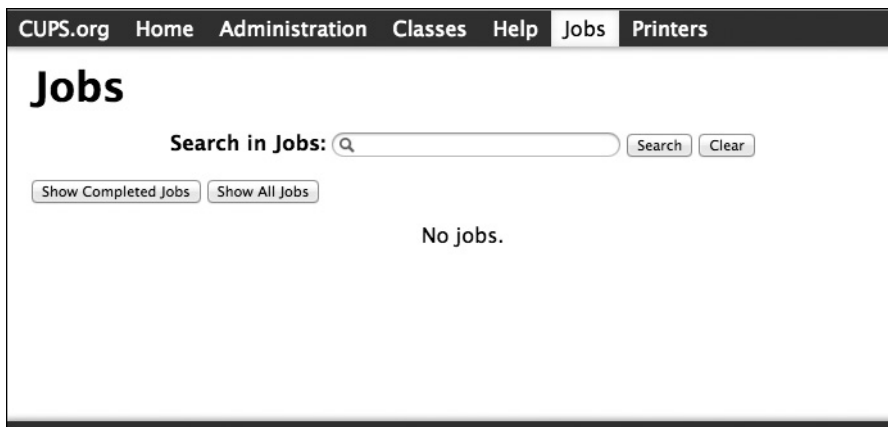 CUPS.org Home Administration Classes Help Jobs Printers
Jobs
Search in Jobs: Search Clear
Show Completed Jobs Show All Jobs
No jobs.